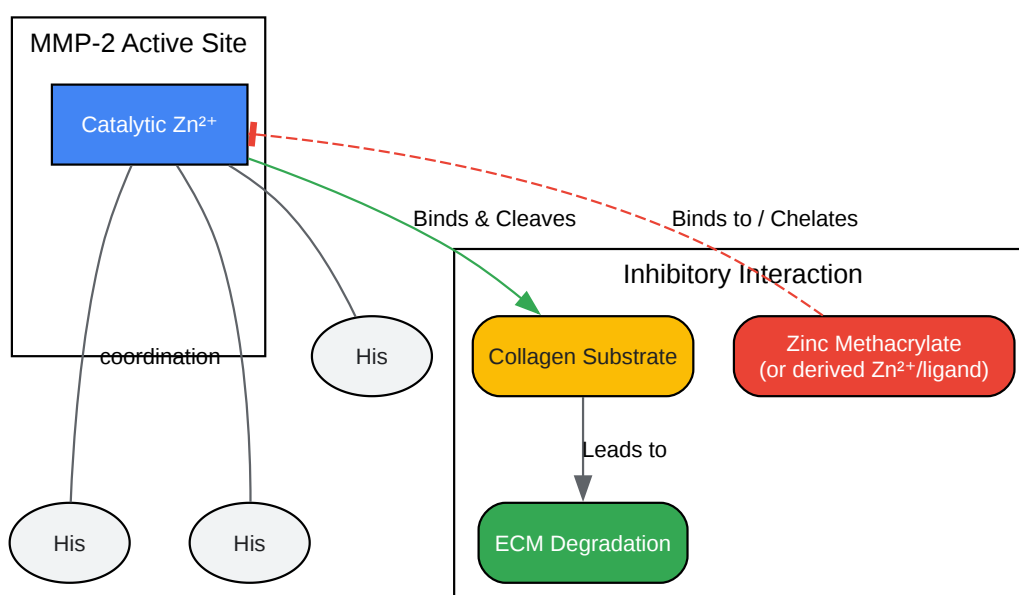 MMP-2 Active Site
Catalytic Zn²⁺
Binds & Cleaves
Binds to / Chelates
Inhibitory Interaction
coordination
His
Collagen Substrate
Zinc Methacrylate
(or derived Zn²⁺/ligand)
Leads to
His
His
ECM Degradation